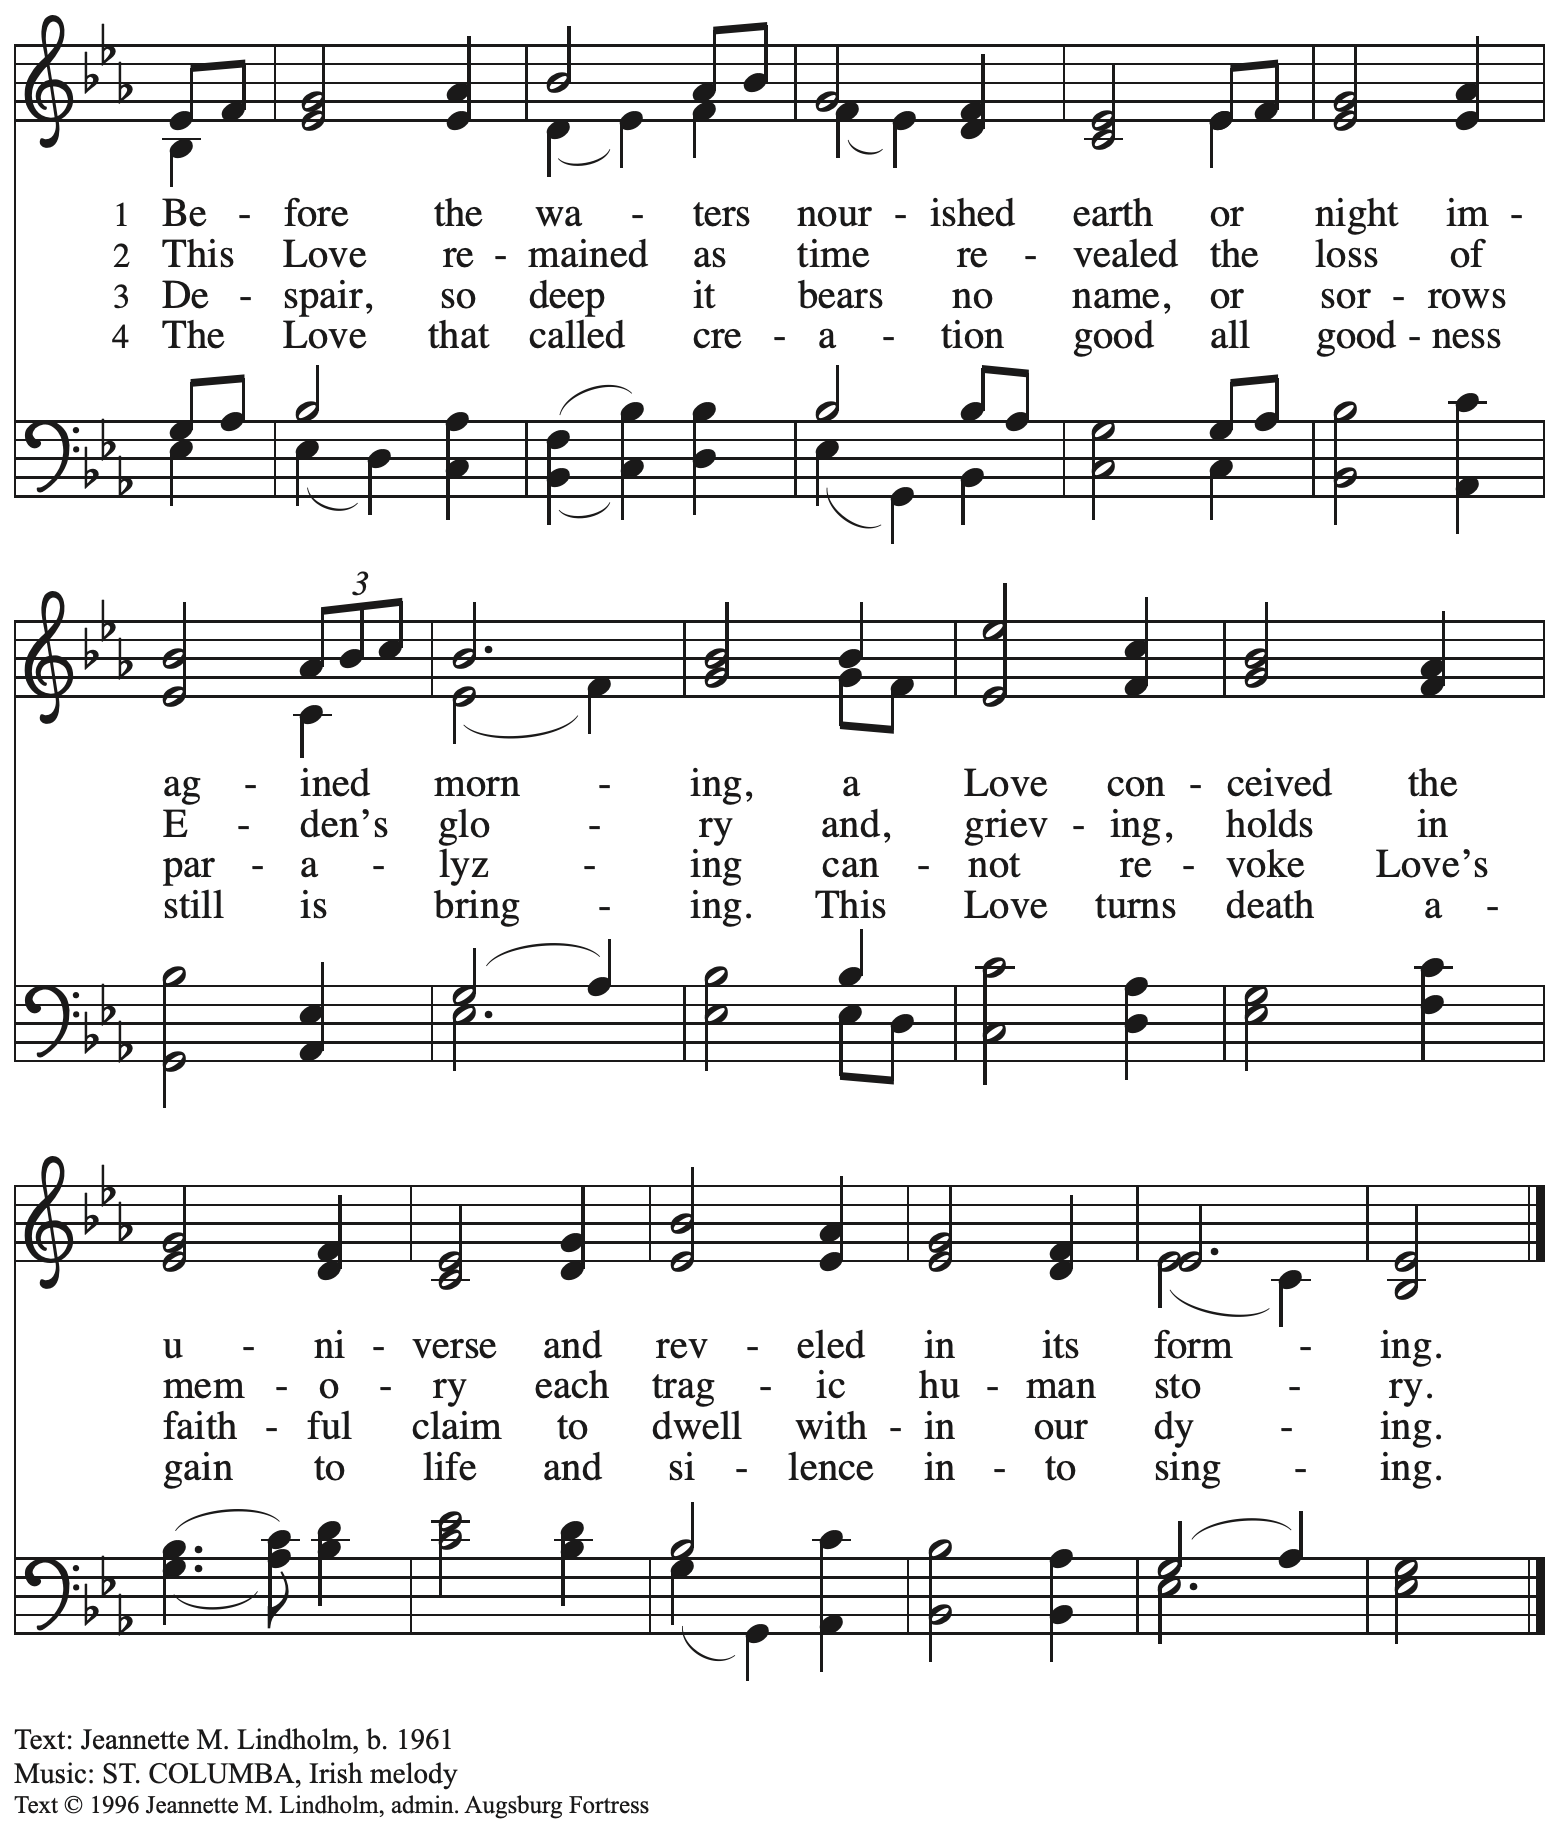 1 Be - fore the wa - ters nour - ished earth or night im -
2 This Love re - mained as time re - vealed the loss of
3 De - spair, so deep it bears no name, or sor - rows
4 The Love that called cre - a - tion good all good - ness
3
ag - ined morn - ing, a Love con - ceived the
E - den’s glo - ry and, griev - ing, holds in
par - a - lyz - ing can - not re - voke Love’s
still is bring - ing. This Love turns death a -
u - ni - verse and rev - eled in its form - ing.
mem - o - ry each trag - ic hu - man sto - ry.
faith - ful claim to dwell with - in our dy - ing.
gain to life and si - lence in - to sing - ing.
Text: Jeannette M. Lindholm, b. 1961
Music: ST. COLUMBA, Irish melody
Text © 1996 Jeannette M. Lindholm, admin. Augsburg Fortress